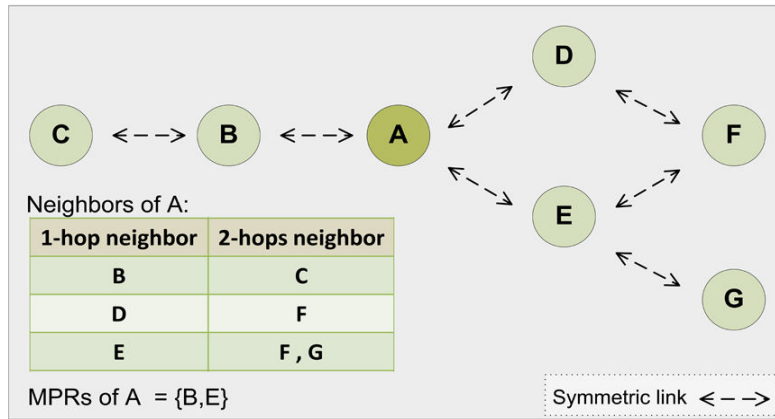 D
C
B
A
F
E
G
Neighbors of A:
1-hop neighbor 2-hops neighbor
B C
D F
E F , G
MPRs of A = {B,E}
Symmetric link